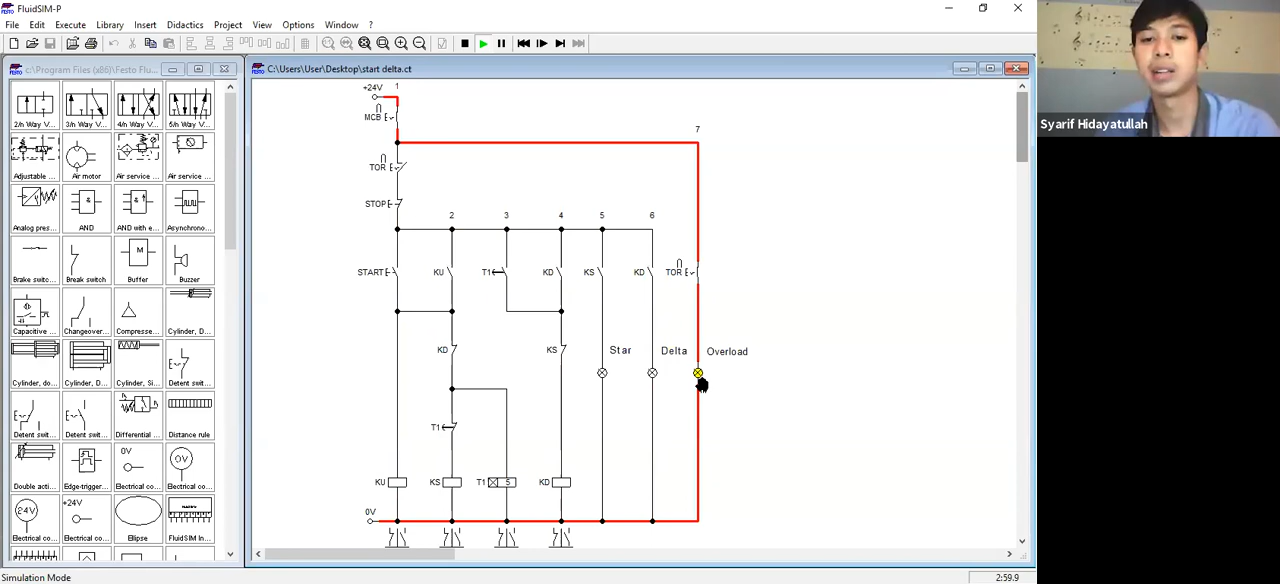 FluidSIM-P
File Edit Execute Library Insert Didactics Project View Options Window ?
c:\Program Files (x86)\Festo Flu...
C:\Users\User\Desktop\start delta.ct
2/n Way V... 3/n Way V... 4/n Way V... 5/n Way V...
Adjustable ... Air motor Air service ... Air service ...
Analog pres... AND AND with e... Asynchrono...
Brake switc... Break switch Buffer Buzzer
Capacitive ... Changeover... Compresse... Cylinder, D...
Cylinder, do... Cylinder, D... Cylinder, Si... Detent swit...
Detent swit... Detent swit... Differential ... Distance rule
Double acti... Edge-trigger... Electrical co... Electrical co...
Electrical co... Electrical co... Ellipse FluidSIM In...
M
0V
0V
24V
+24V
+24V 1
MCB
7
TOR
STOP
2 3 4 5 6
START KU T1 KD KS KD TOR
KD KS Star Delta Overload
T1
KU KS T1 5 KD
0V
Syarif Hidayatullah
Simulation Mode
2:59.9